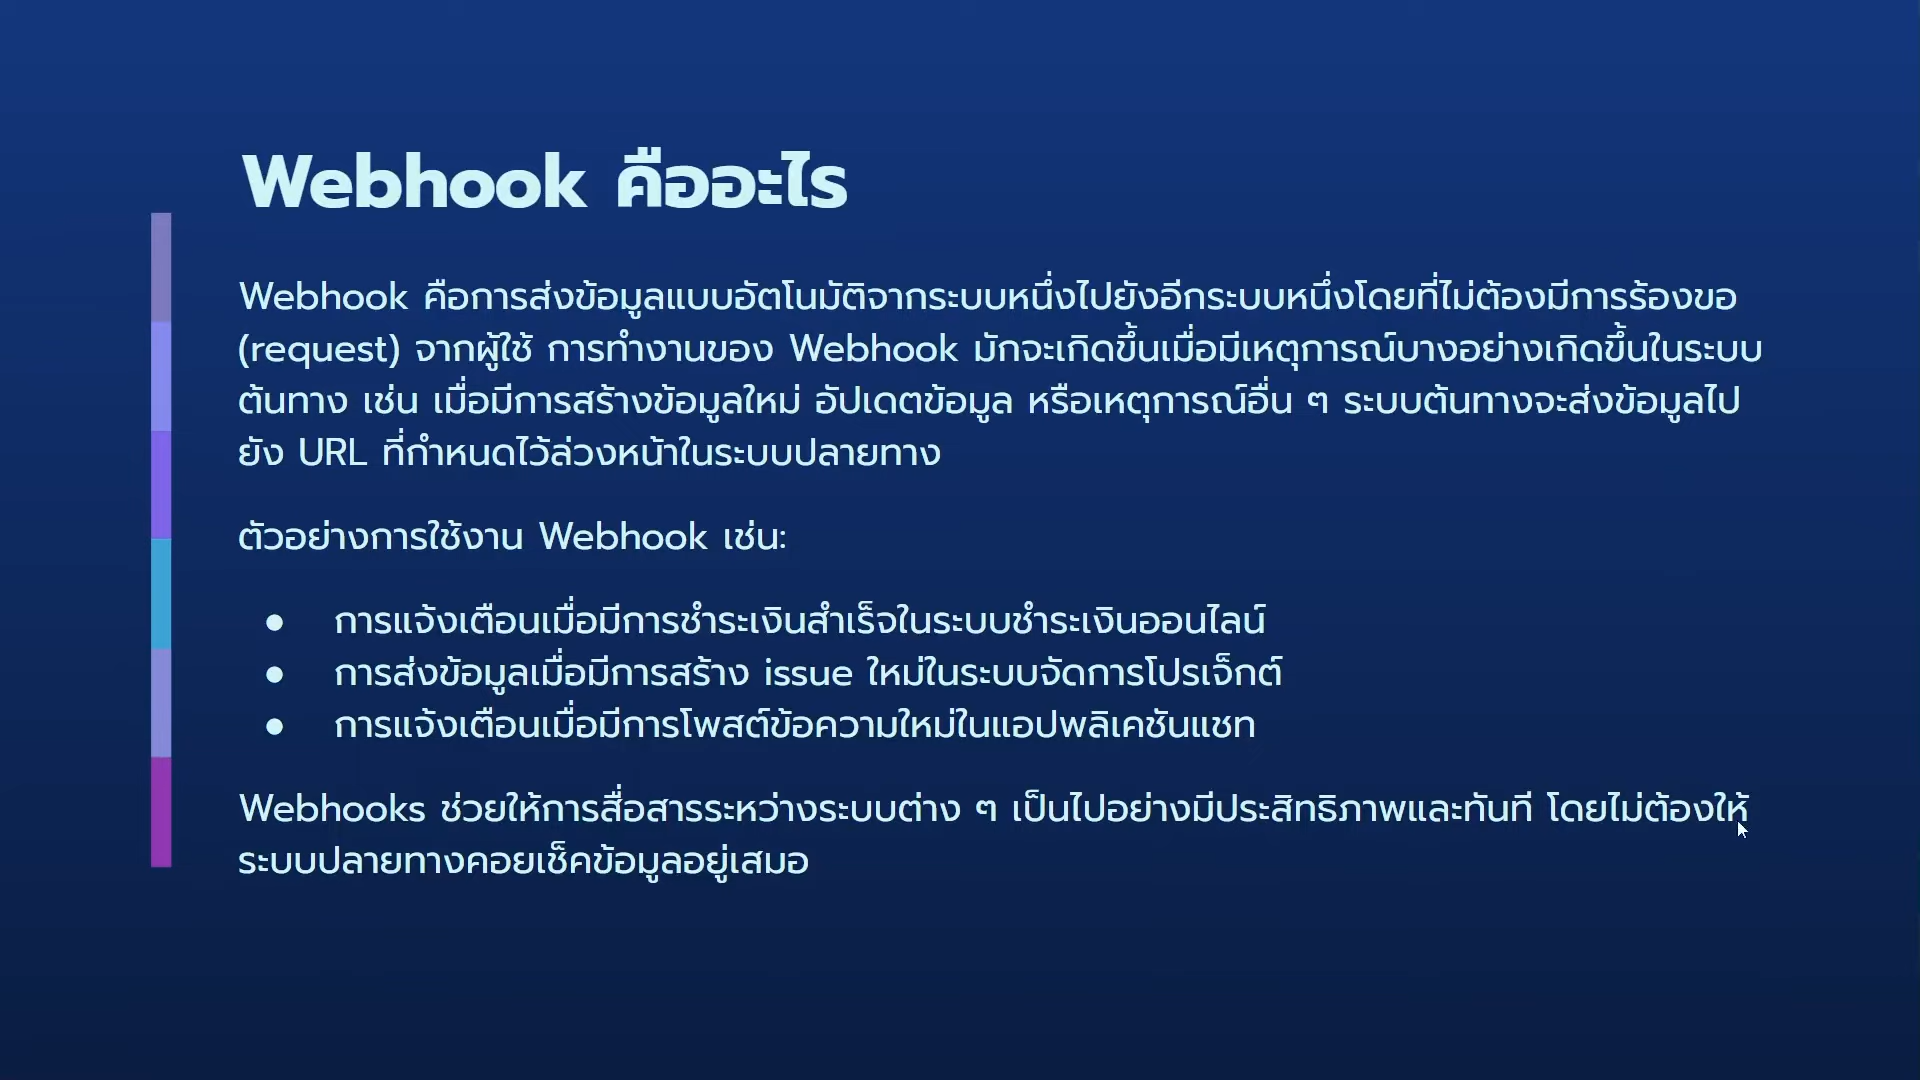 Webhook คืออะไร
Webhook คือการส่งข้อมูลแบบอัตโนมัติจากระบบหนึ่งไปยังอีกระบบหนึ่งโดยที่ไม่ต้องมีการร้องขอ
(request) จากผู้ใช้ การทำงานของ Webhook มักจะเกิดขึ้นเมื่อมีเหตุการณ์บางอย่างเกิดขึ้นในระบบ
ต้นทาง เช่น เมื่อมีการสร้างข้อมูลใหม่ อัปเดตข้อมูล หรือเหตุการณ์อื่น ๆ ระบบต้นทางจะส่งข้อมูลไป
ยัง URL ที่กำหนดไว้ล่วงหน้าในระบบปลายทาง
ตัวอย่างการใช้งาน Webhook เช่น:
● การแจ้งเตือนเมื่อมีการชำระเงินสำเร็จในระบบชำระเงินออนไลน์
● การส่งข้อมูลเมื่อมีการสร้าง issue ใหม่ในระบบจัดการโปรเจ็กต์
● การแจ้งเตือนเมื่อมีการโพสต์ข้อความใหม่ในแอปพลิเคชันแชท
Webhooks ช่วยให้การสื่อสารระหว่างระบบต่าง ๆ เป็นไปอย่างมีประสิทธิภาพและทันที โดยไม่ต้องให้
ระบบปลายทางคอยเช็คข้อมูลอยู่เสมอ